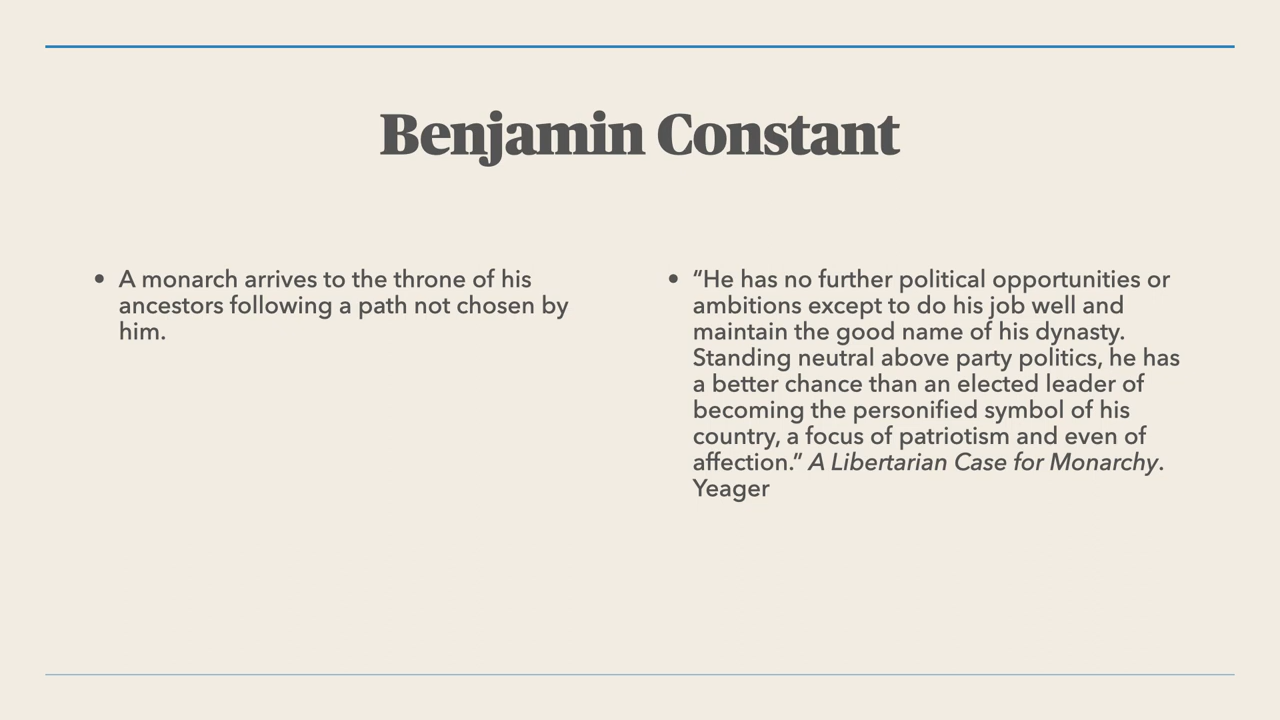 Benjamin Constant
• A monarch arrives to the throne of his
ancestors following a path not chosen by
him.
• “He has no further political opportunities or
ambitions except to do his job well and
maintain the good name of his dynasty.
Standing neutral above party politics, he has
a better chance than an elected leader of
becoming the personified symbol of his
country, a focus of patriotism and even of
affection.” A Libertarian Case for Monarchy.
Yeager